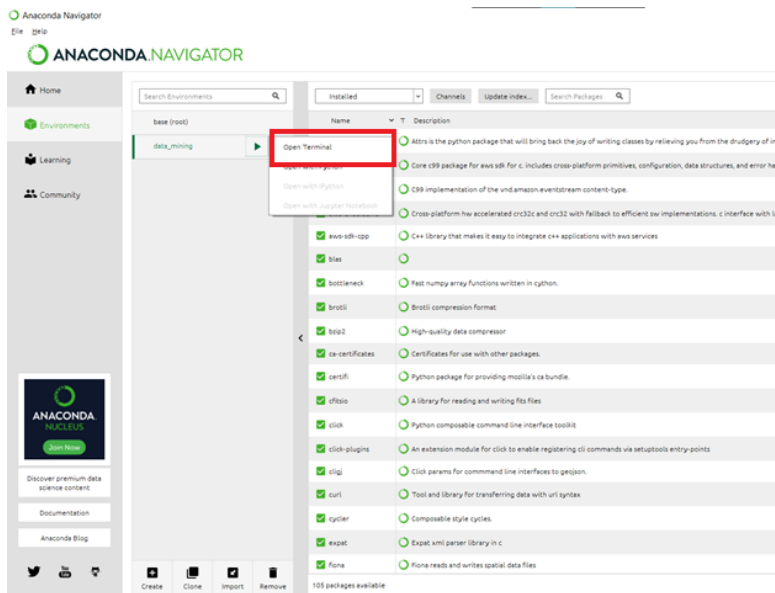 Anaconda Navigator
File Help
ANACONDA.NAVIGATOR
Home
Environments
Learning
Community
ANACONDA.
NUCLEUS
Join Now
Discover premium data
science content
Documentation
Anaconda Blog
You
Tube
Search Environments
base (root)
data_mining
Open Terminal
Open with Python
Open with IPython
Open with Jupyter Notebook
Create Clone Import Remove
Installed Channels Update index... Search Packages
Name T Description
Attrs is the python package that will bring back the joy of writing classes by relieving you from the drudgery of
Core c99 package for aws sdk for c. includes cross-platform primitives, configuration, data structures, and error
C99 implementation of the vnd.amazon.eventstream content-type.
Cross-platform hw accelerated crc32c and crc32 with fallback to efficient sw implementations. c interface with
aws-sdk-cpp C++ library that makes it easy to integrate c++ applications with aws services
blas
bottleneck Fast numpy array functions written in cython.
brotli Brotli compression format
bzip2 High-quality data compressor
ca-certificates Certificates for use with other packages.
certifi Python package for providing mozilla's ca bundle.
cfitsio A library for reading and writing fits files
click Python composable command line interface toolkit
click-plugins An extension module for click to enable registering cli commands via setuptools entry-points
cligj Click params for commmand line interfaces to geojson.
curl Tool and library for transferring data with url syntax
cycler Composable style cycles.
expat Expat xml parser library in c
fiona Fiona reads and writes spatial data files
105 packages available